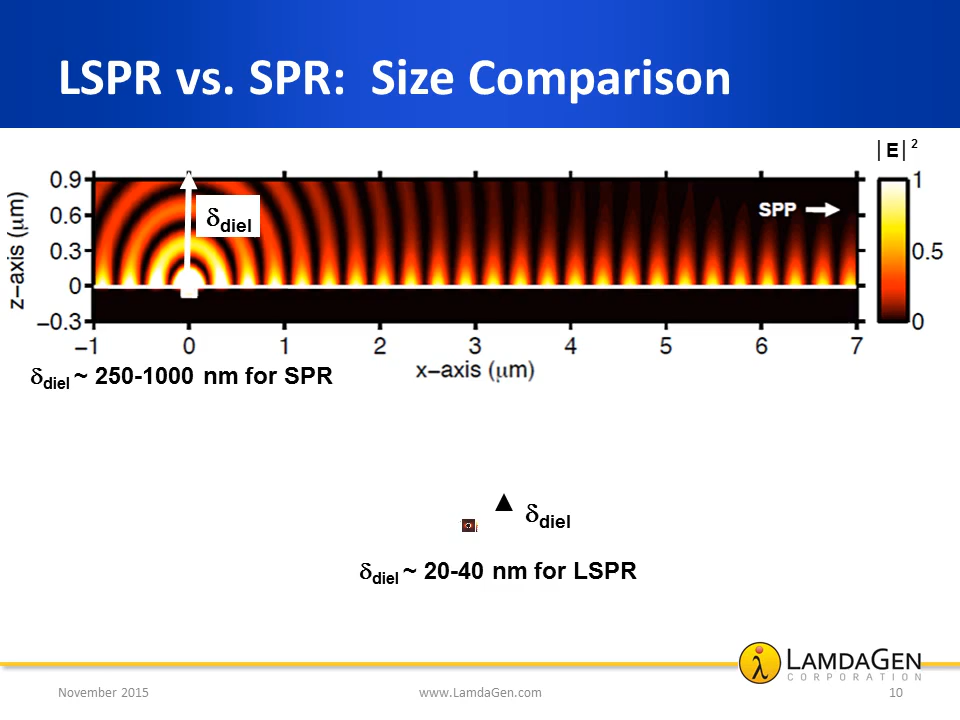 LSPR vs. SPR: Size Comparison
|E|²
z−axis (μm)
0.9
0.6
0.3
0
−0.3
δdiel
SPP
1
0.5
0
−1 0 1 2 3 4 5 6 7
x−axis (μm)
δdiel ~ 250-1000 nm for SPR
δdiel
δdiel ~ 20-40 nm for LSPR
λ LAMDAGEN
CORPORATION
November 2015
www.LamdaGen.com
10